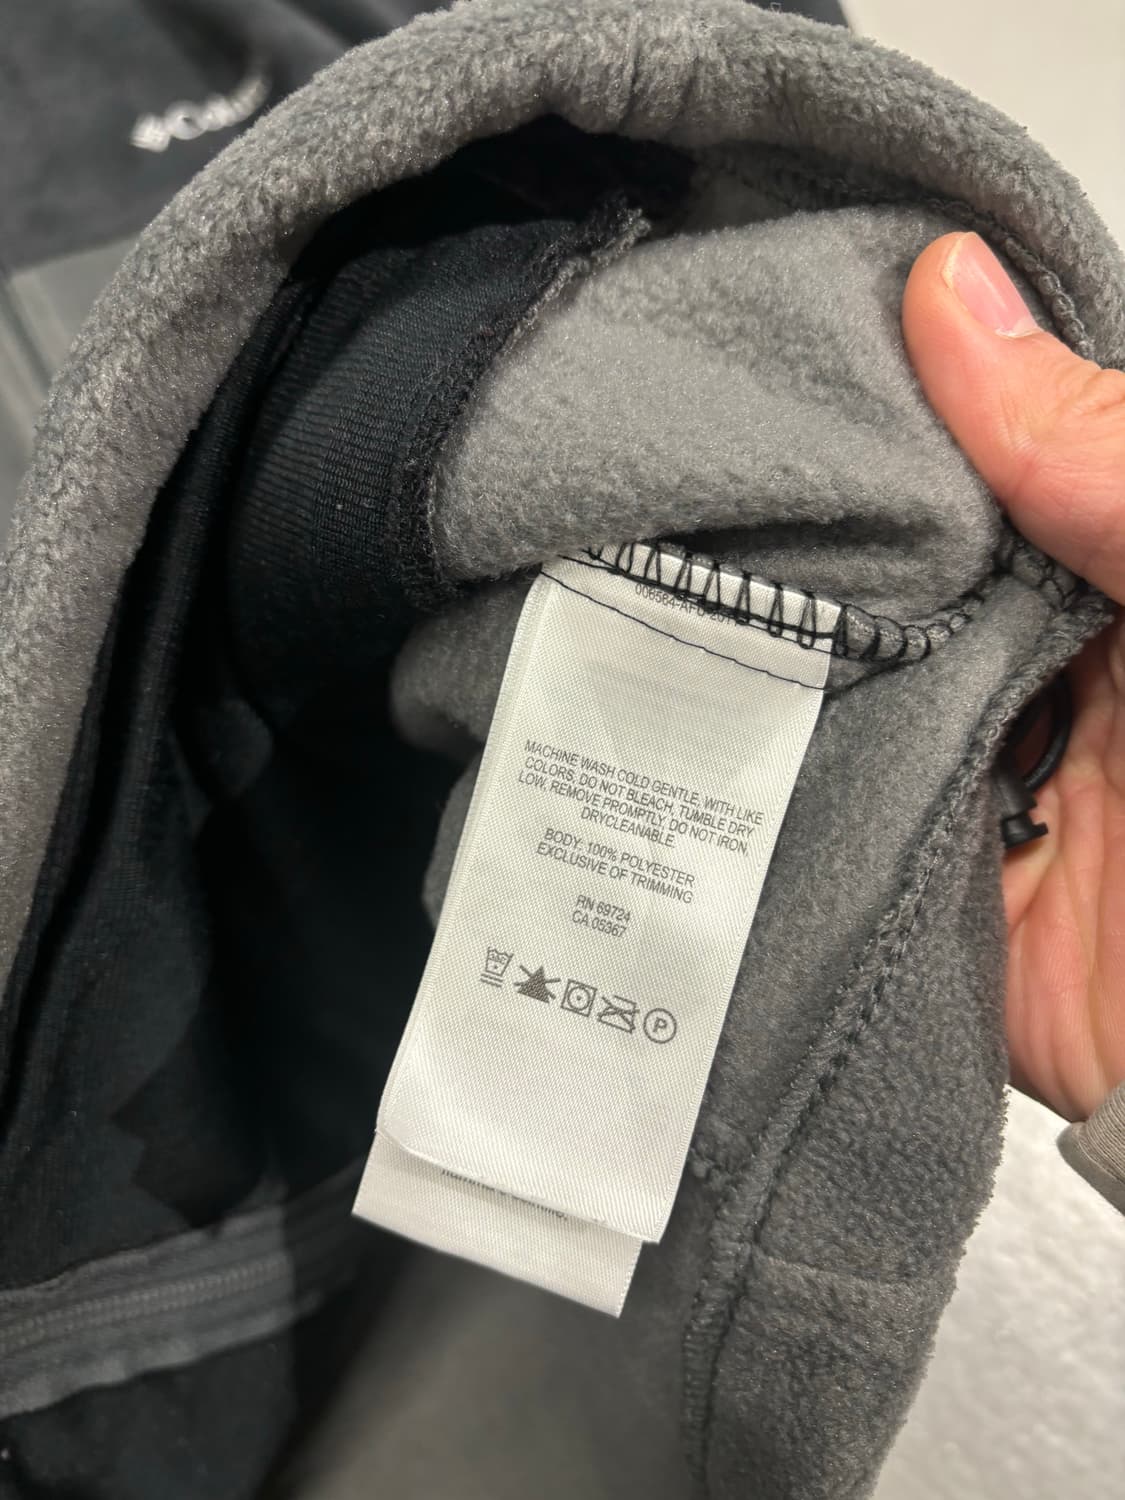 MACHINE WASH COLD GENTLE, WITH LIKE
COLORS, DO NOT BLEACH, TUMBLE DRY
LOW, REMOVE PROMPTLY, DO NOT IRON,
DRYCLEANABLE.
BODY: 100% POLYESTER
EXCLUSIVE OF TRIMMING
RN 69724
CA 05367
P